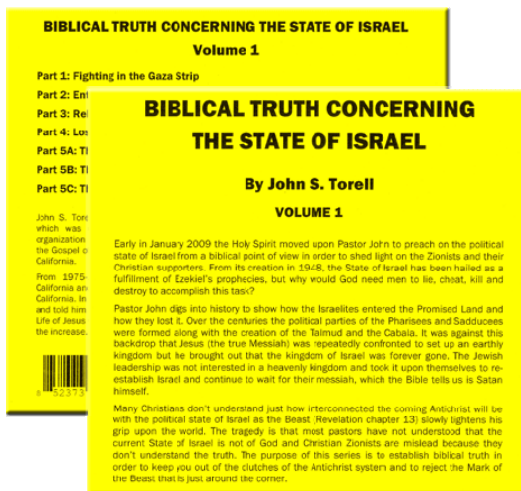 BIBLICAL TRUTH CONCERNING THE STATE OF ISRAEL
Volume 1
Part 1: Fighting in the Gaza Strip
Part 2:
Part 3:
Part 4:
Part 5A:
Part 5B:
Part 5C:
John S.
which was
organization
the Gospel
California.
From 1975-
California
California. In
and told him
Life of Jesus
the increase.
8 52373
BIBLICAL TRUTH CONCERNING
THE STATE OF ISRAEL
By John S. Torell
VOLUME 1
Early in January 2009 the Holy Spirit moved upon Pastor John to preach on the political
state of Israel from a biblical point of view in order to shed light on the Zionists and their
Christian supporters. From its creation in 1948, the State of Israel has been hailed as a
fulfillment of Ezekiel's prophecies, but why would God need men to lie, cheat, kill and
destroy to accomplish this task?
Pastor John digs into history to show how the Israelites entered the Promised Land and
how they lost it. Over the centuries the political parties of the Pharisees and Sadducees
were formed along with the creation of the Talmud and the Cabala. It was against this
backdrop that Jesus (the true Messiah) was repeatedly confronted to set up an earthly
kingdom but he brought out that the kingdom of Israel was forever gone. The Jewish
leadership was not interested in a heavenly kingdom and took it upon themselves to re-
establish Israel and continue to wait for their messiah, which the Bible tells us is Satan
himself.
Many Christians don't understand just how interconnected the coming Antichrist will be
with the political state of Israel as the Beast (Revelation chapter 13) slowly tightens his
grip upon the world. The tragedy is that most pastors have not understood that the
current State of Israel is not of God and Christian Zionists are mislead because they
don't understand the truth. The purpose of this series is to establish biblical truth in
order to keep you out of the clutches of the Antichrist system and to reject the Mark of
the Beast that is just around the corner.